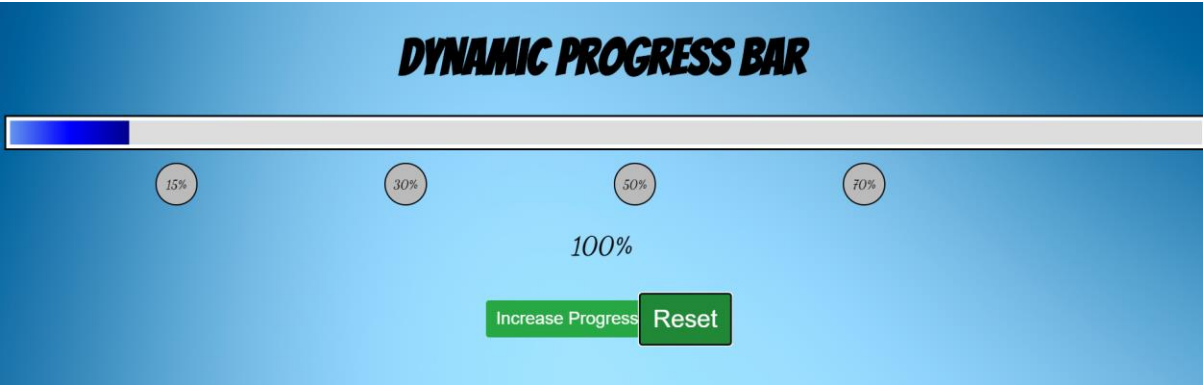 DYNAMIC PROGRESS BAR
15% 30% 50% 70%
100%
Increase Progress Reset